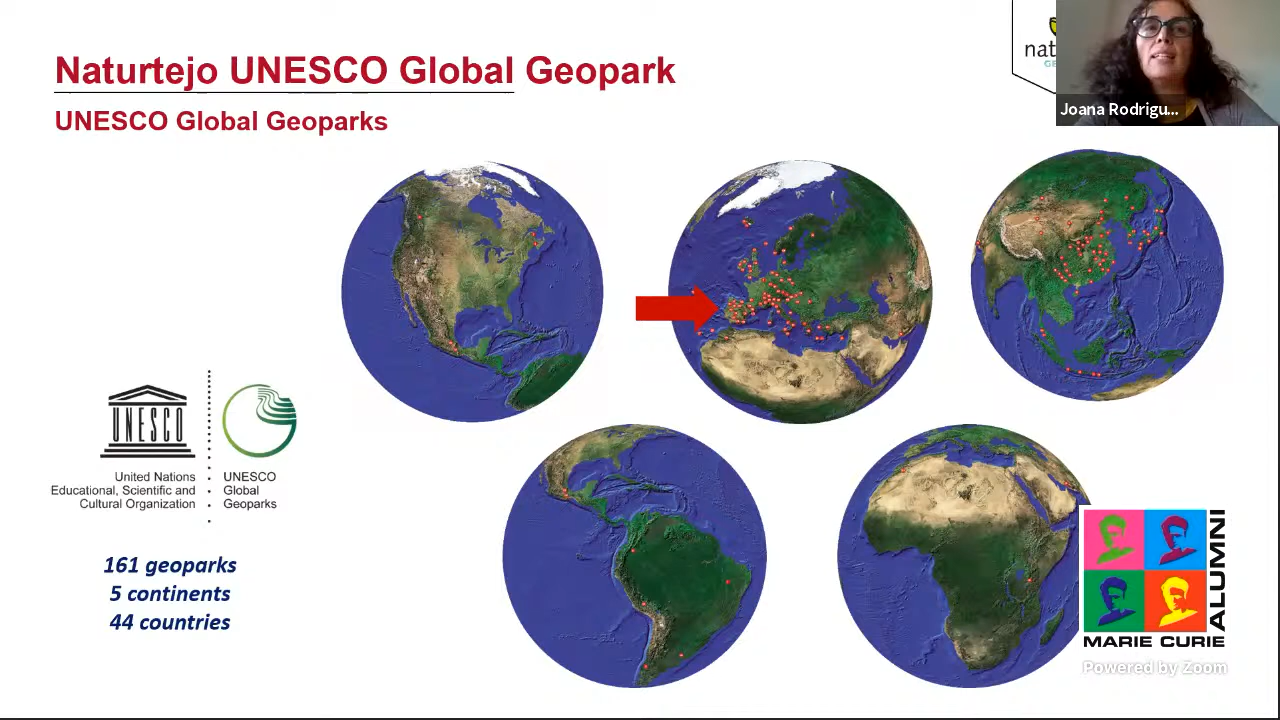 Naturtejo UNESCO Global Geopark
UNESCO Global Geoparks
Joana Rodrigu...
UNESCO
United Nations
Educational, Scientific and
Cultural Organization
UNESCO
Global
Geoparks
161 geoparks
5 continents
44 countries
ALUMNI
MARIE CURIE
Powered by Zoom